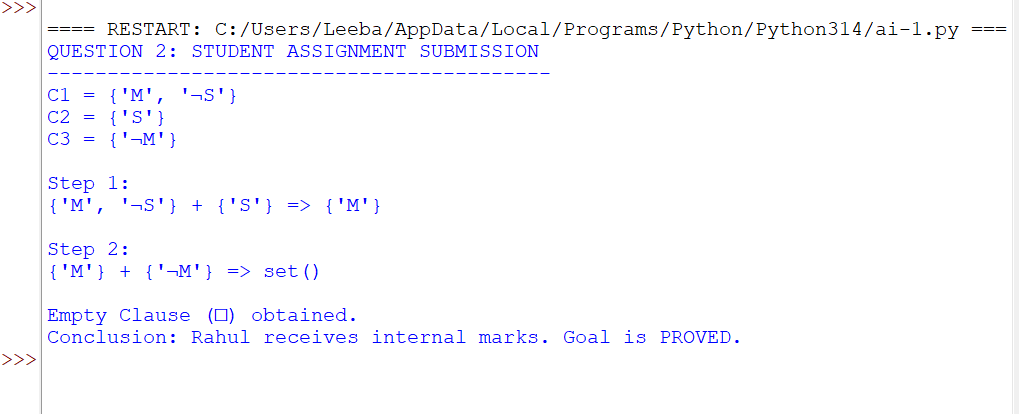 >>>
==== RESTART: C:/Users/Leeba/AppData/Local/Programs/Python/Python314/ai-1.py ===
QUESTION 2: STUDENT ASSIGNMENT SUBMISSION
------------------------------------------
C1 = {'M', '¬S'}
C2 = {'S'}
C3 = {'¬M'}
Step 1:
{'M', '¬S'} + {'S'} => {'M'}
Step 2:
{'M'} + {'¬M'} => set()
Empty Clause (□) obtained.
Conclusion: Rahul receives internal marks. Goal is PROVED.
>>>